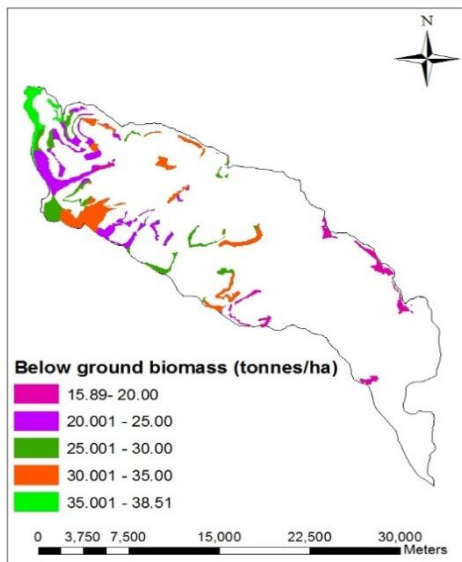 N
Below ground biomass (tonnes/ha)
15.89- 20.00
20.001 - 25.00
25.001 - 30.00
30.001 - 35.00
35.001 - 38.51
0 3,750 7,500 15,000 22,500 30,000
Meters